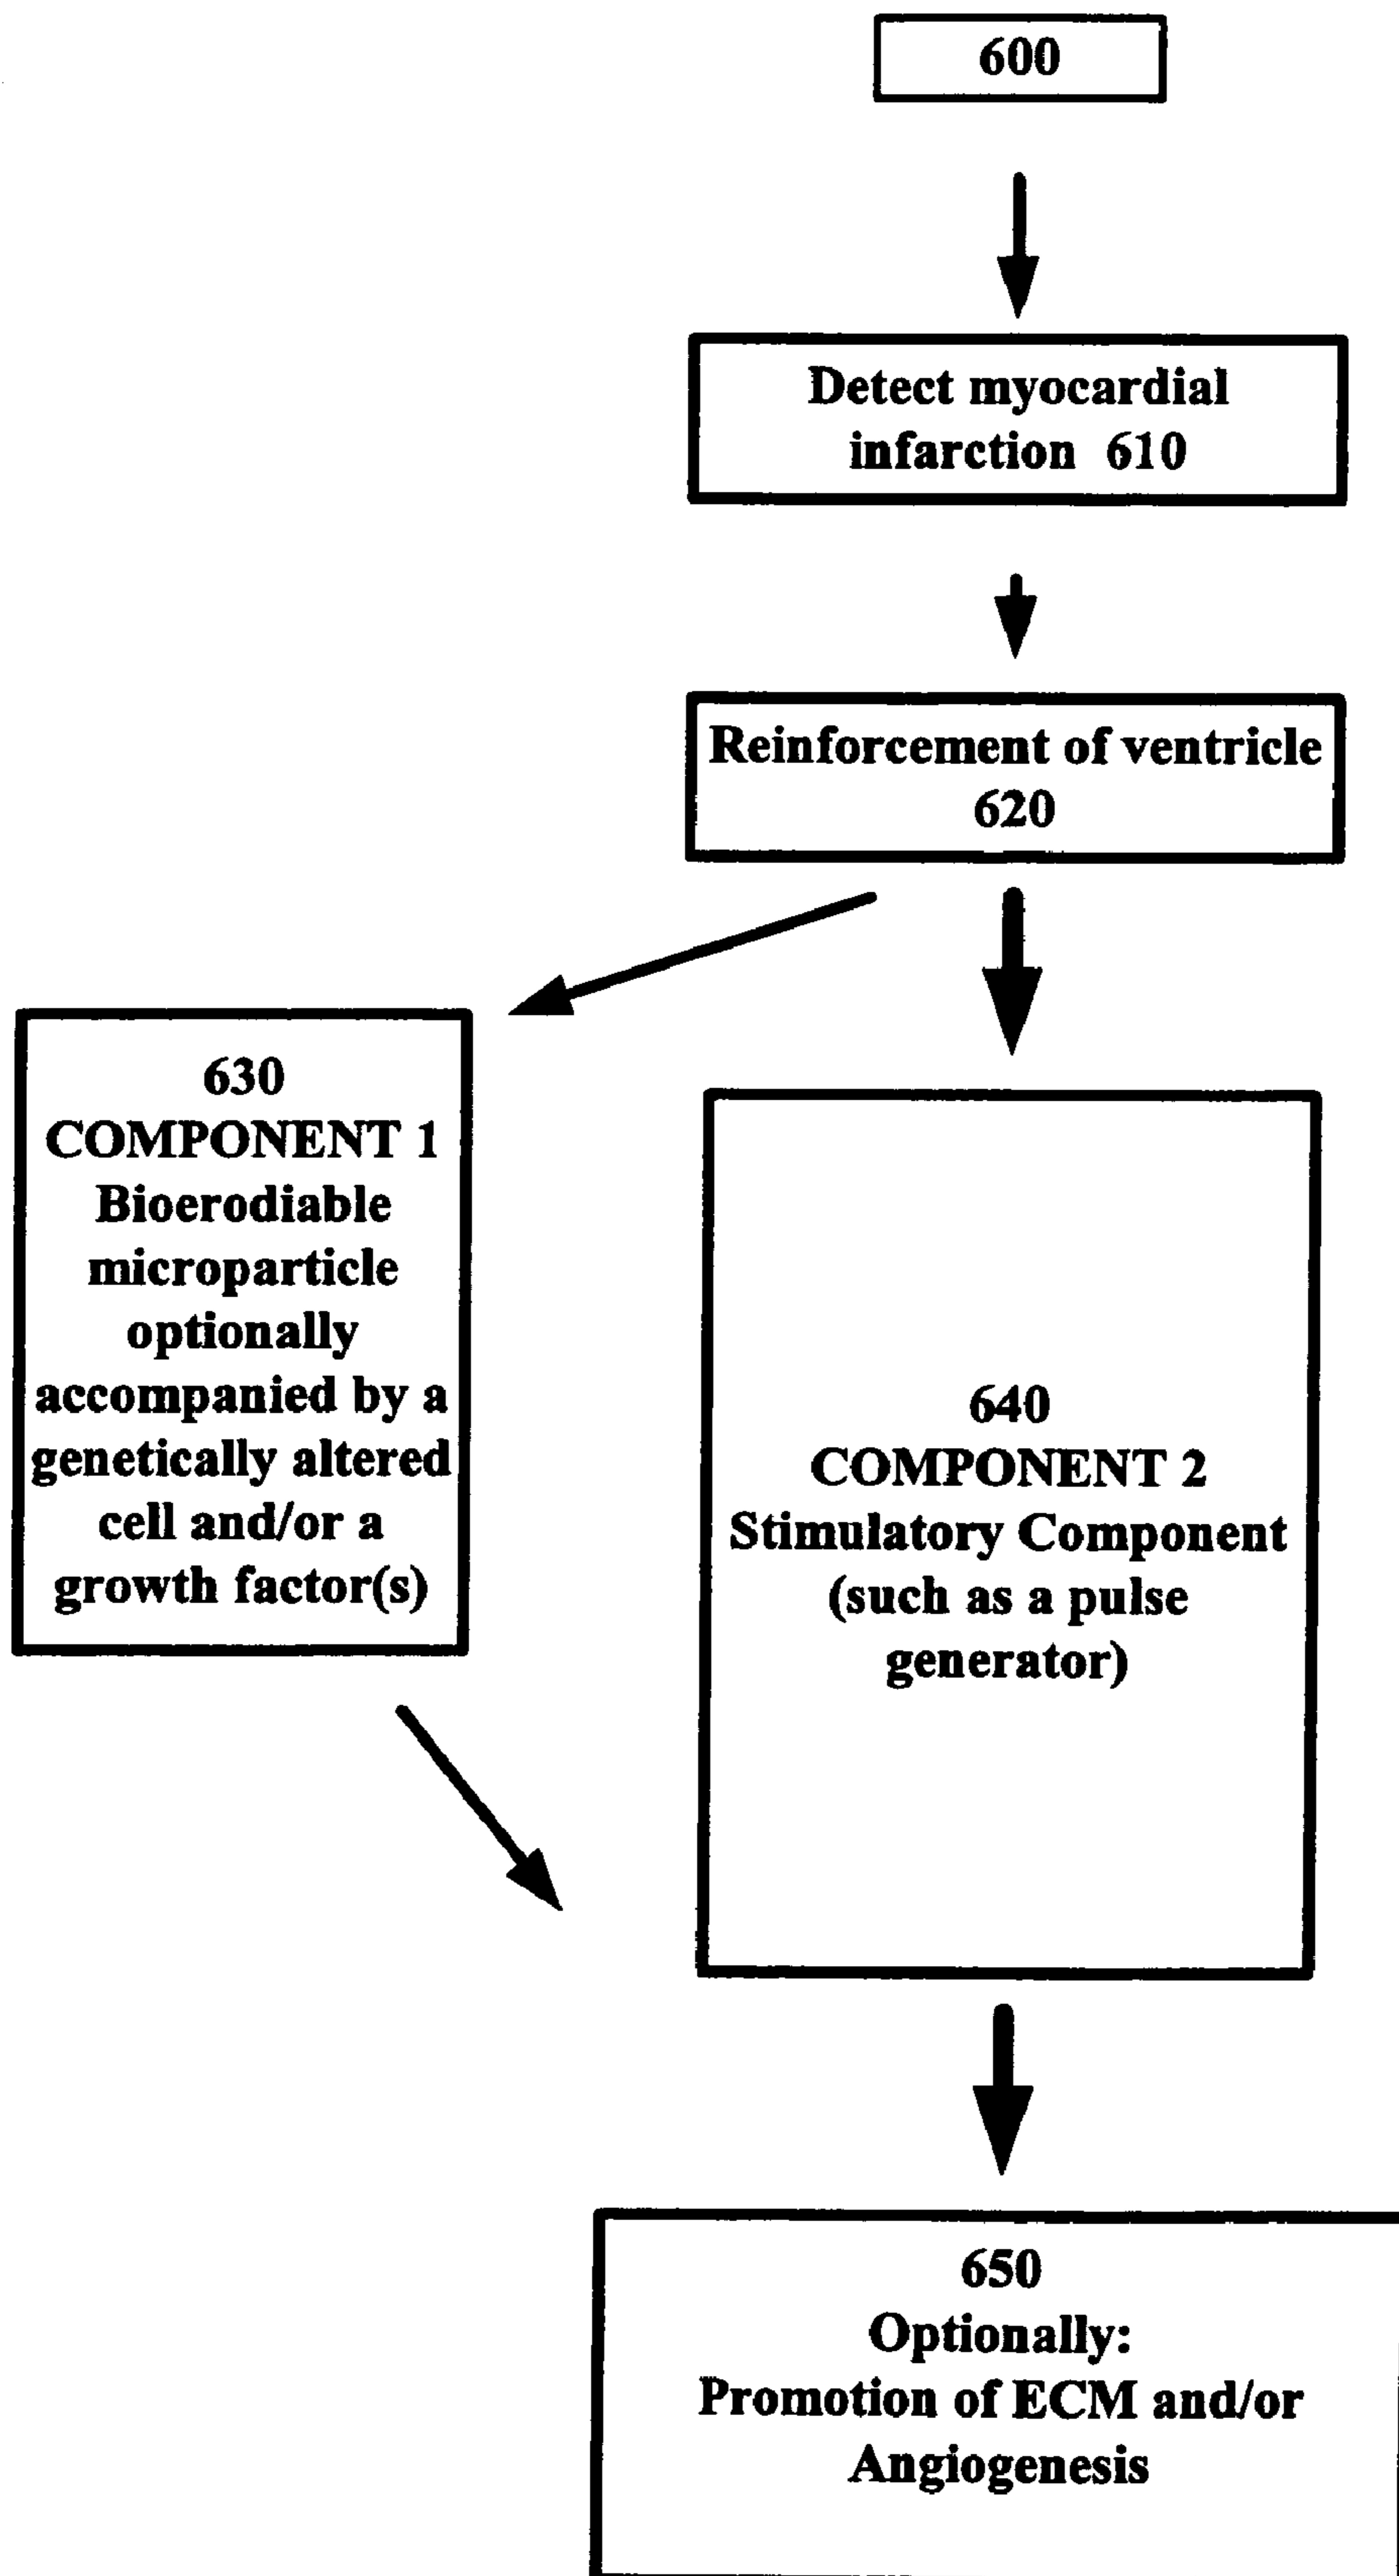 600
Detect myocardial
infarction 610
Reinforcement of ventricle
620
630
COMPONENT 1
Bioerodiable
microparticle
optionally
accompanied by a
genetically altered
cell and/or a
growth factor(s)
640
COMPONENT 2
Stimulatory Component
(such as a pulse
generator)
650
Optionally:
Promotion of ECM and/or
Angiogenesis